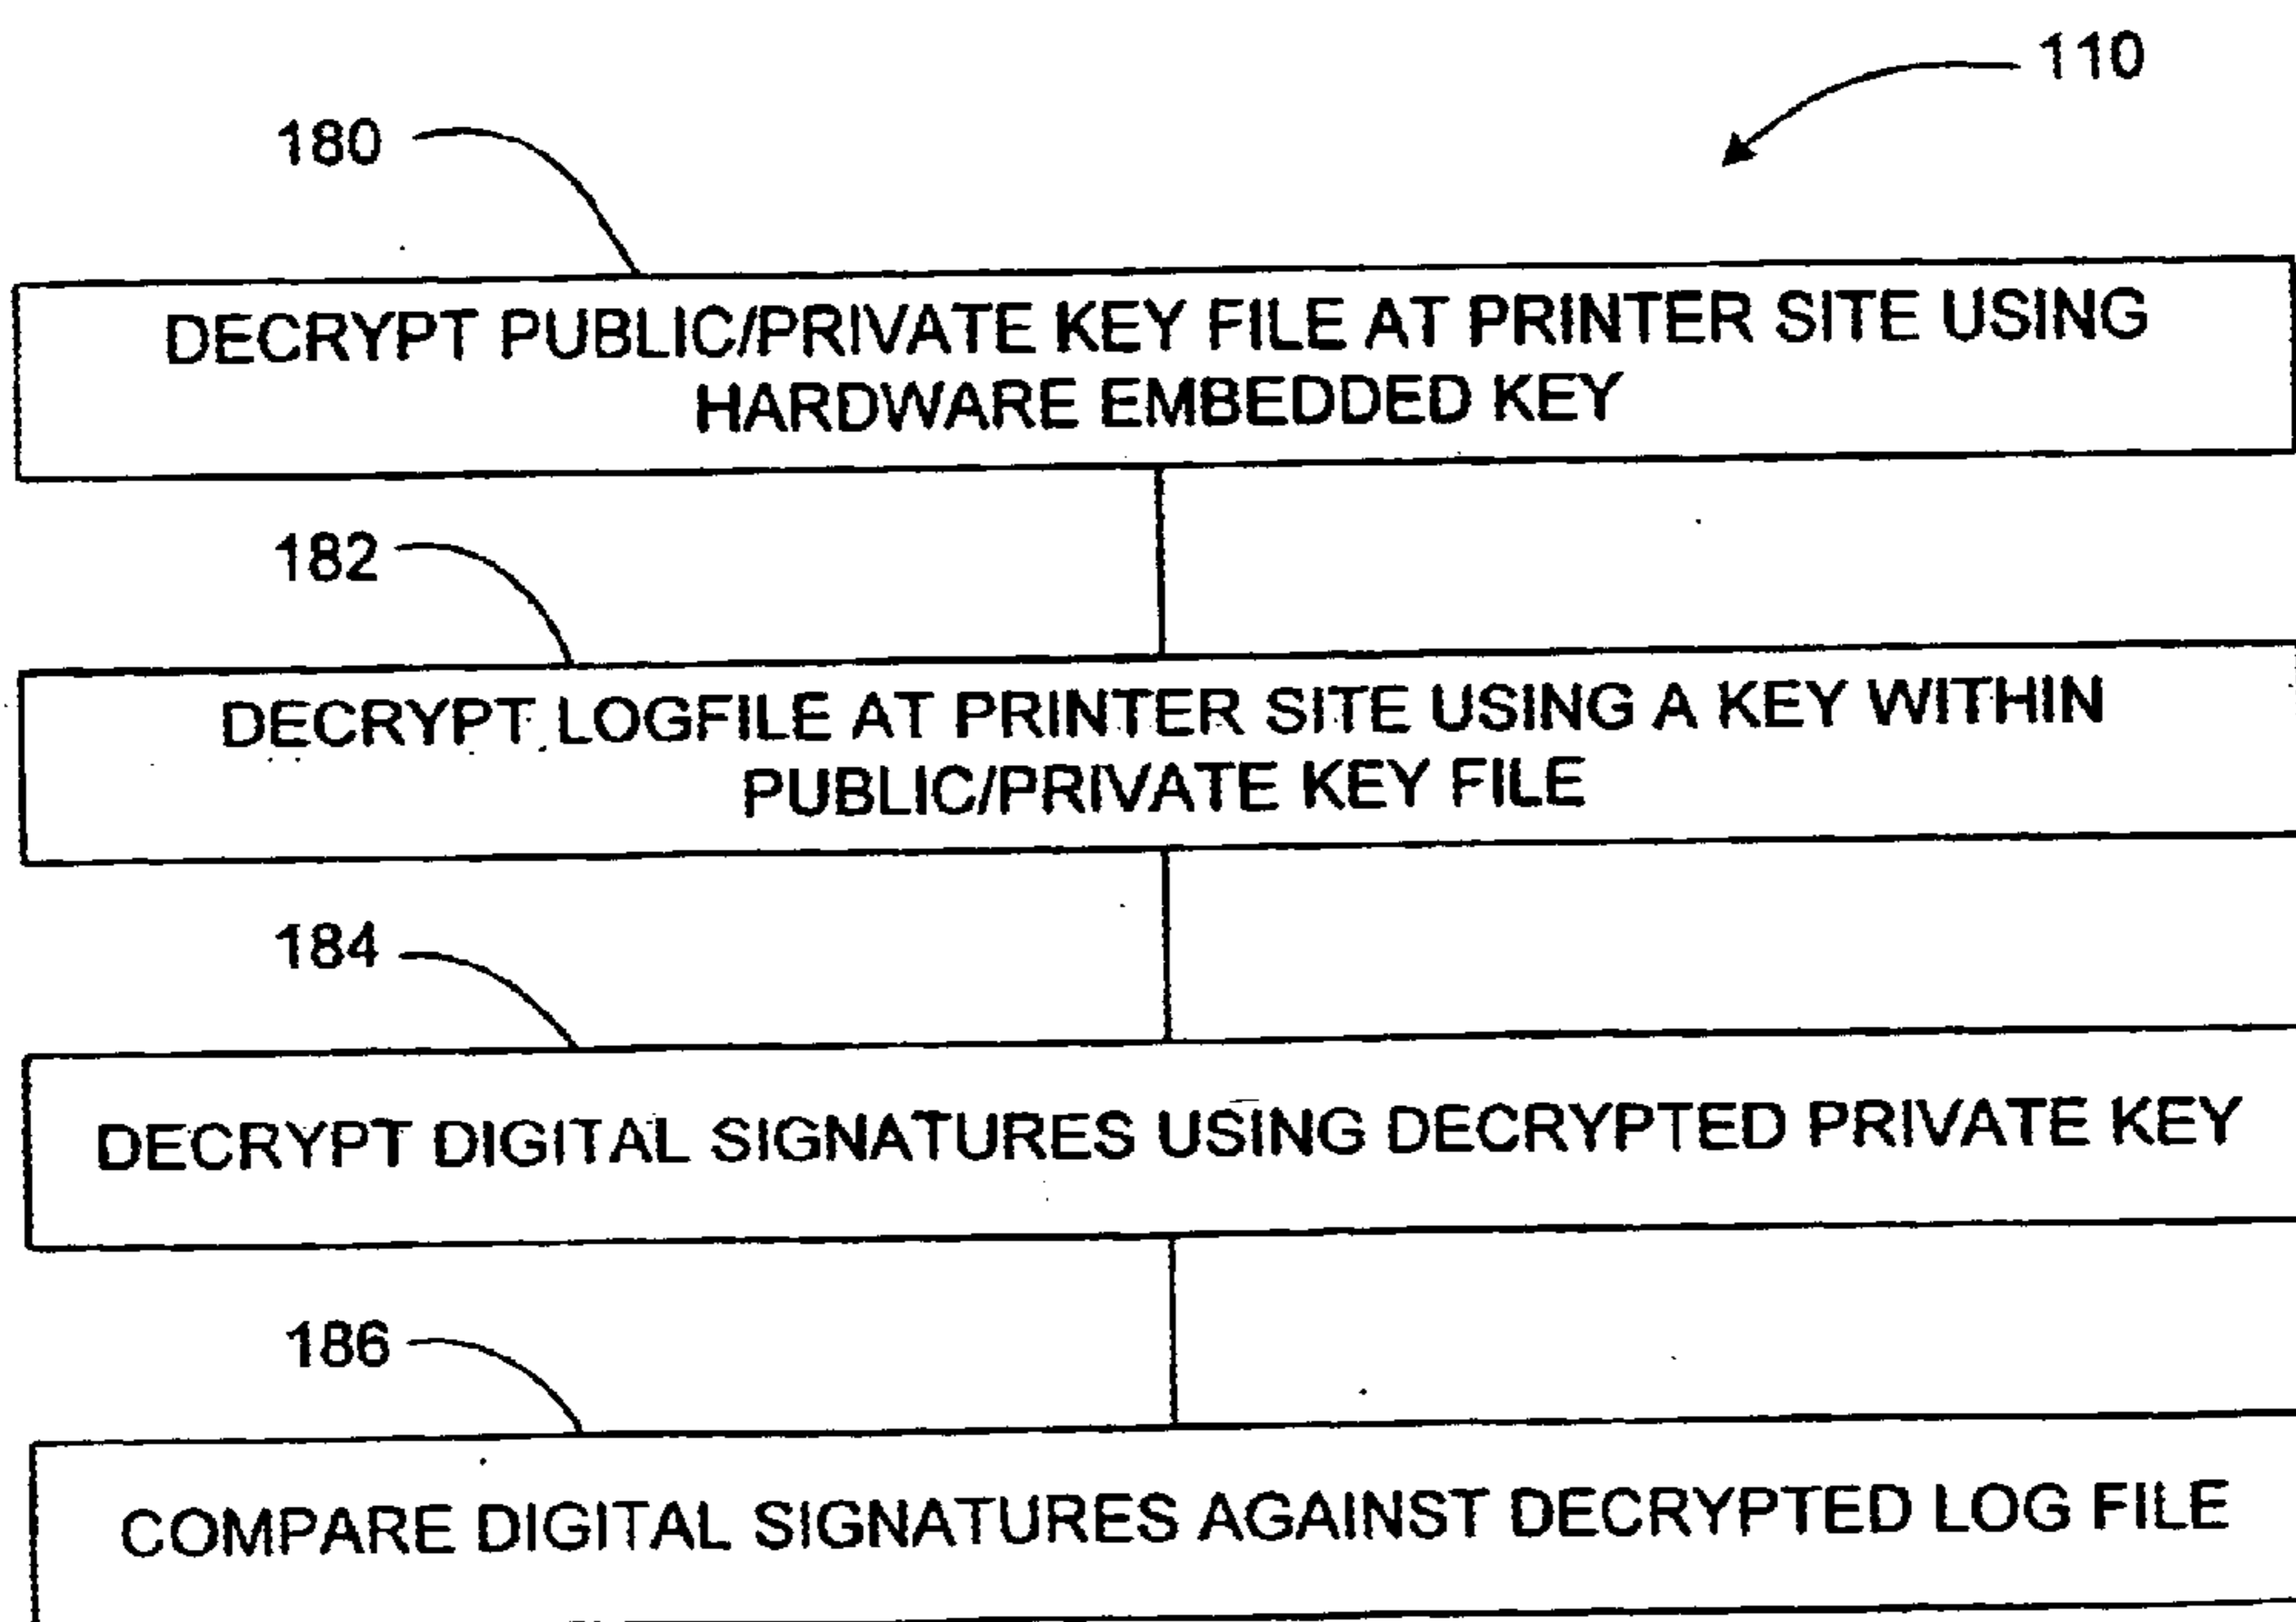 110
180
DECRYPT PUBLIC/PRIVATE KEY FILE AT PRINTER SITE USING
HARDWARE EMBEDDED KEY
182
DECRYPT LOGFILE AT PRINTER SITE USING A KEY WITHIN
PUBLIC/PRIVATE KEY FILE
184
DECRYPT DIGITAL SIGNATURES USING DECRYPTED PRIVATE KEY
186
COMPARE DIGITAL SIGNATURES AGAINST DECRYPTED LOG FILE